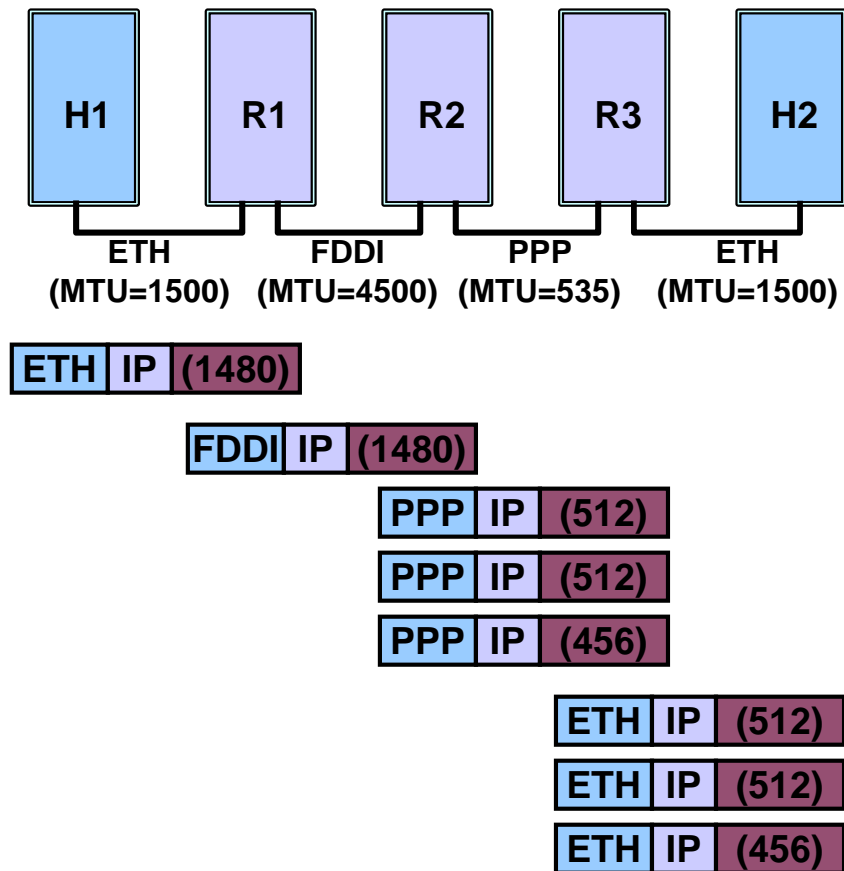 H1 R1 R2 R3 H2
ETH FDDI PPP ETH
(MTU=1500) (MTU=4500) (MTU=535) (MTU=1500)
ETH IP (1480)
FDDI IP (1480)
PPP IP (512)
PPP IP (512)
PPP IP (456)
ETH IP (512)
ETH IP (512)
ETH IP (456)